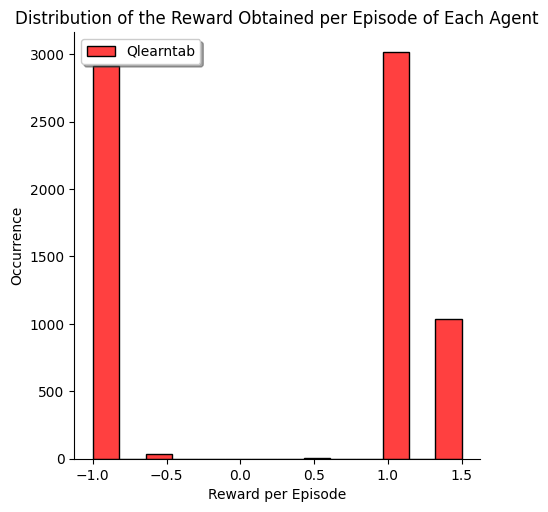 Distribution of the Reward Obtained per Episode of Each Agent
Qlearntab
3000
2500
2000
1500
1000
500
0
Occurrence
−1.0 −0.5 0.0 0.5 1.0 1.5
Reward per Episode